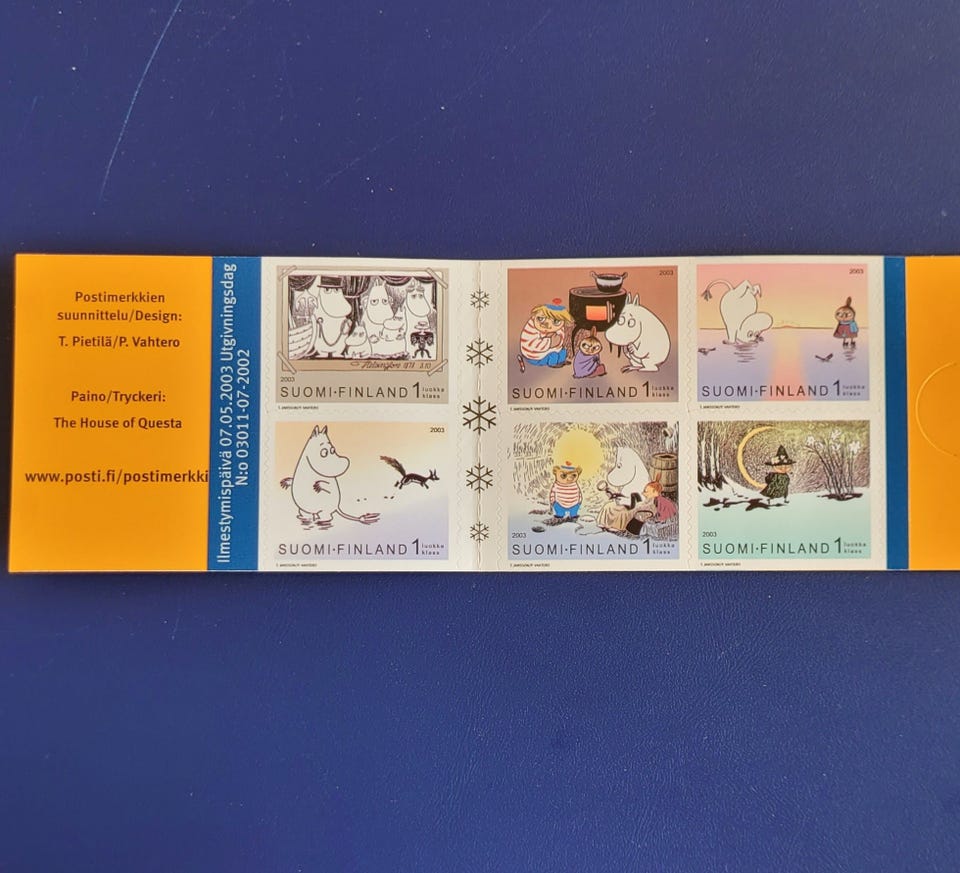 Postimerkkien
suunnittelu/Design:
T. Pietilä/P. Vahtero
Paino/Tryckeri:
The House of Questa
www.posti.fi/postimerkki
Ilmestymispäivä 07.05.2003 Utgivningsdag
N:o 03011-07-2002
2003
SUOMI·FINLAND 1 luokka
klass
2003
SUOMI·FINLAND 1 luokka
klass
2003
SUOMI·FINLAND 1 luokka
klass
2003
SUOMI·FINLAND 1 luokka
klass
2003
SUOMI·FINLAND 1 luokka
klass
2003
SUOMI·FINLAND 1 luokka
klass